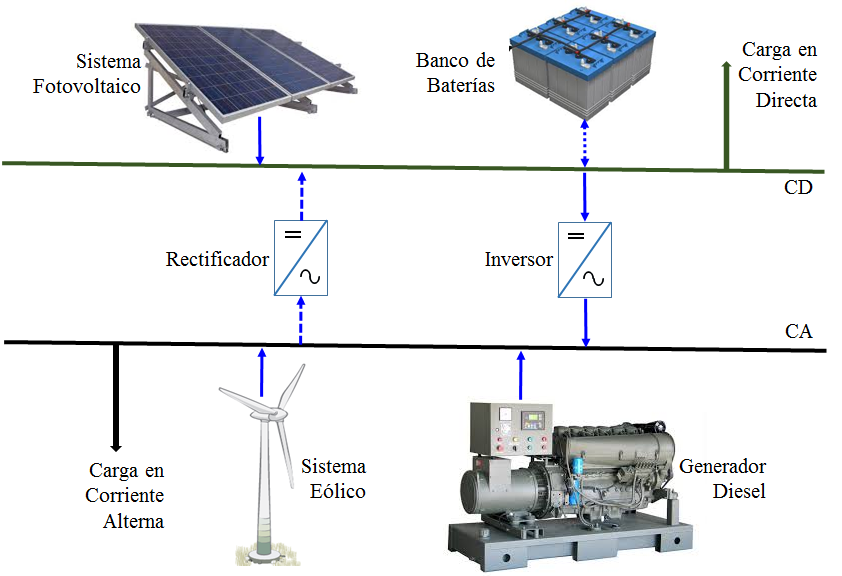 Sistema
Fotovoltaico
Banco de
Baterías
Carga en
Corriente
Directa
CD
Rectificador
Inversor
CA
Carga en
Corriente
Alterna
Sistema
Eólico
Generador
Diesel